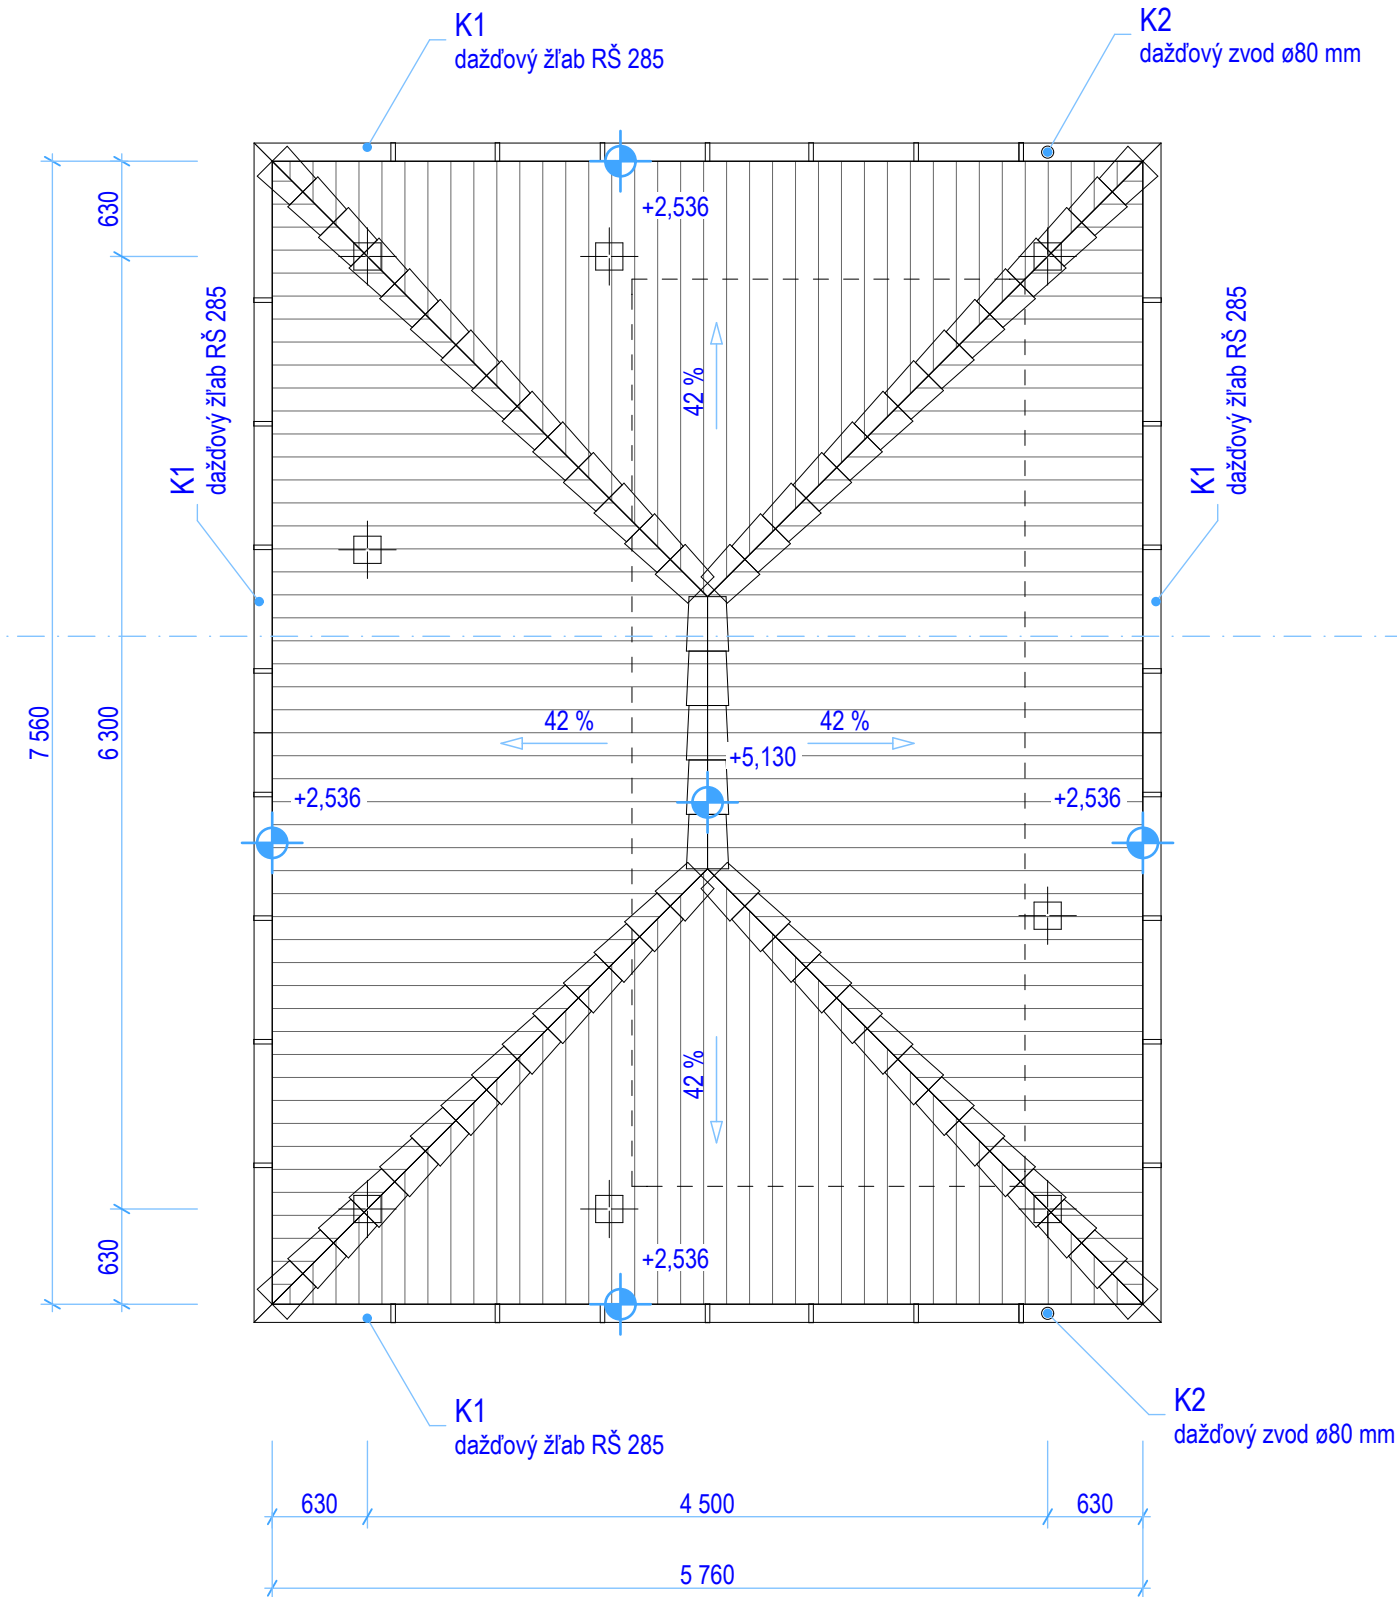 K1
dažďový žľab RŠ 285
K2
dažďový zvod ø80 mm
+2,536
630
K1
dažďový žľab RŠ 285
K1
dažďový žľab RŠ 285
42 %
7 560
6 300
42 %
42 %
+5,130
+2,536
+2,536
42 %
630
+2,536
K1
dažďový žľab RŠ 285
K2
dažďový zvod ø80 mm
630
4 500
630
5 760